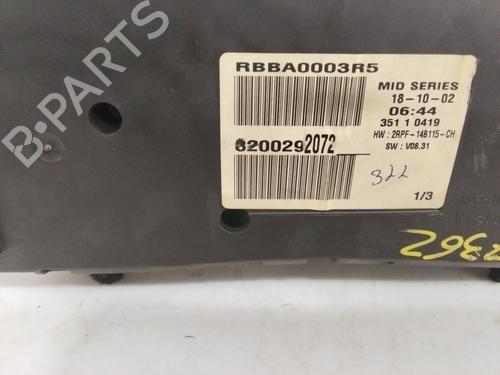 RBBA0003R5
MID SERIES
18-10-02
06:44
351 1 0419
HW : 2RPF-14B115-CH
SW : V08.31
8200292072
322
1/3
2362
B-PARTS